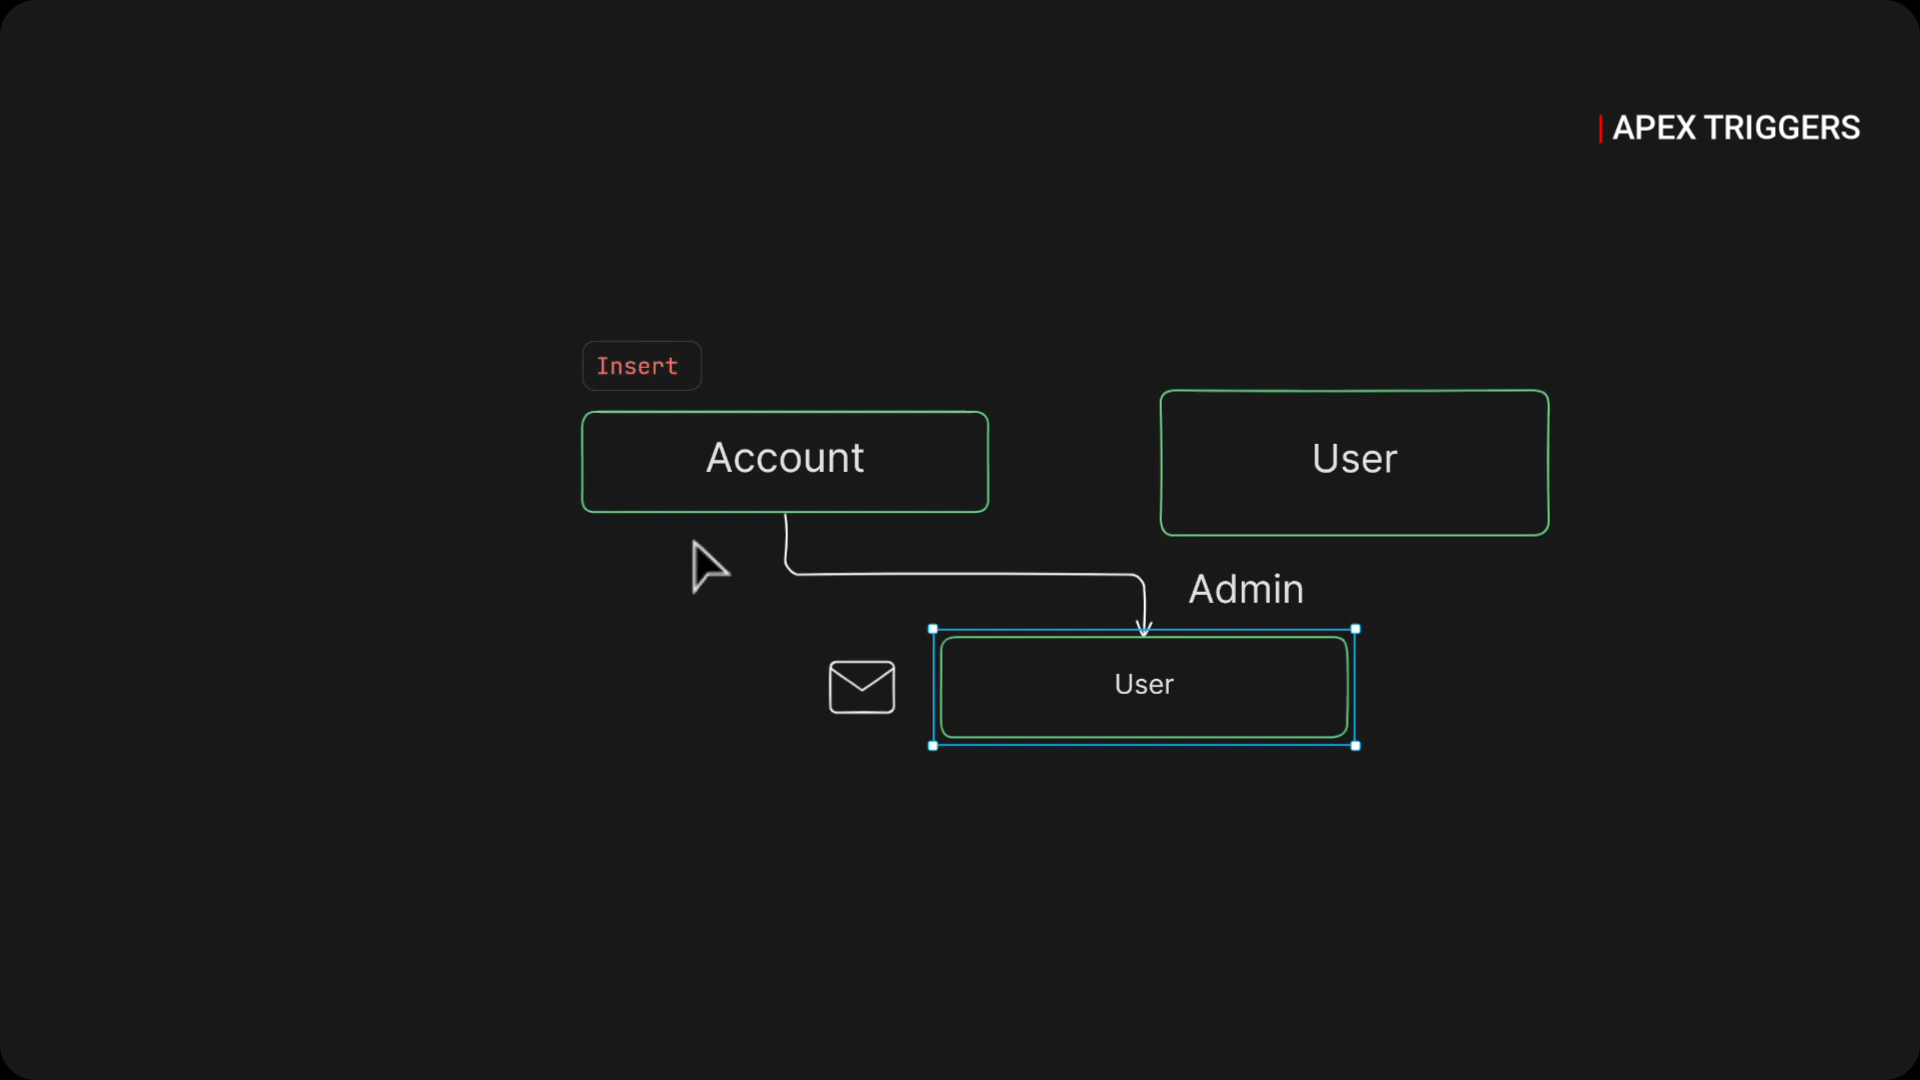 APEX TRIGGERS
Insert
Account
User
Admin
User